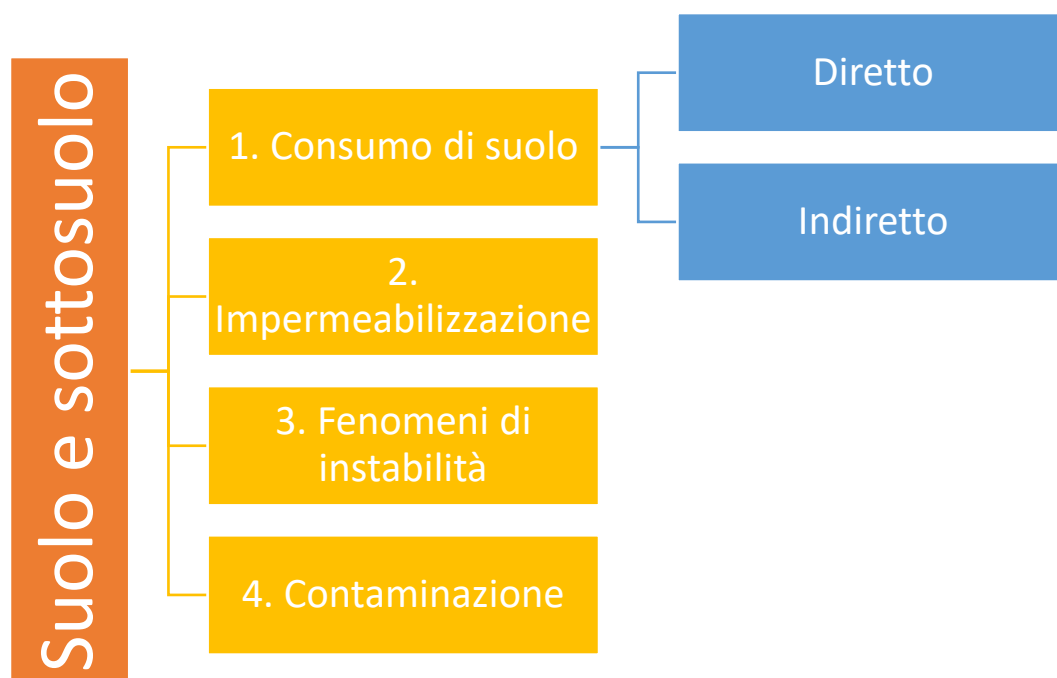 Suolo e sottosuolo
1. Consumo di suolo
Diretto
Indiretto
2.
Impermeabilizzazione
3. Fenomeni di
instabilità
4. Contaminazione